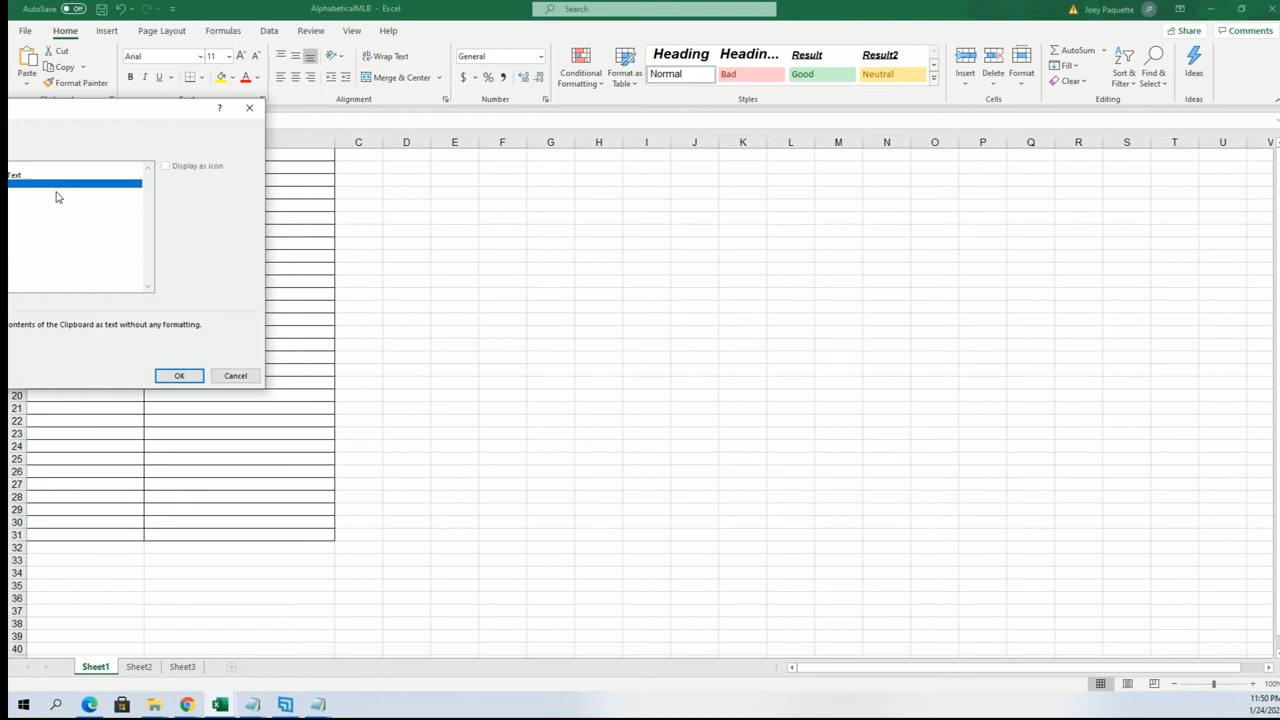 AutoSave Off AlphabeticalMLB - Excel Search Joey Paquette JP
File Home Insert Page Layout Formulas Data Review View Help Share Comments
Cut
Copy
Format Painter
Paste
Arial 11
B I U
Wrap Text
Merge & Center
Alignment
General
$ % 9
Number
Conditional Formatting
Format as Table
Heading Headin... Result Result2
Normal Bad Good Neutral
Styles
Insert Delete Format
Cells
AutoSum
Fill
Clear
Sort & Filter
Find & Select
Editing
Ideas
Ideas
?
Display as icon
Text
ontents of the Clipboard as text without any formatting.
OK Cancel
C D E F G H I J K L M N O P Q R S T U V
20
21
22
23
24
25
26
27
28
29
30
31
32
33
34
35
36
37
38
39
40
Sheet1 Sheet2 Sheet3
100%
11:50 PM
1/24/202